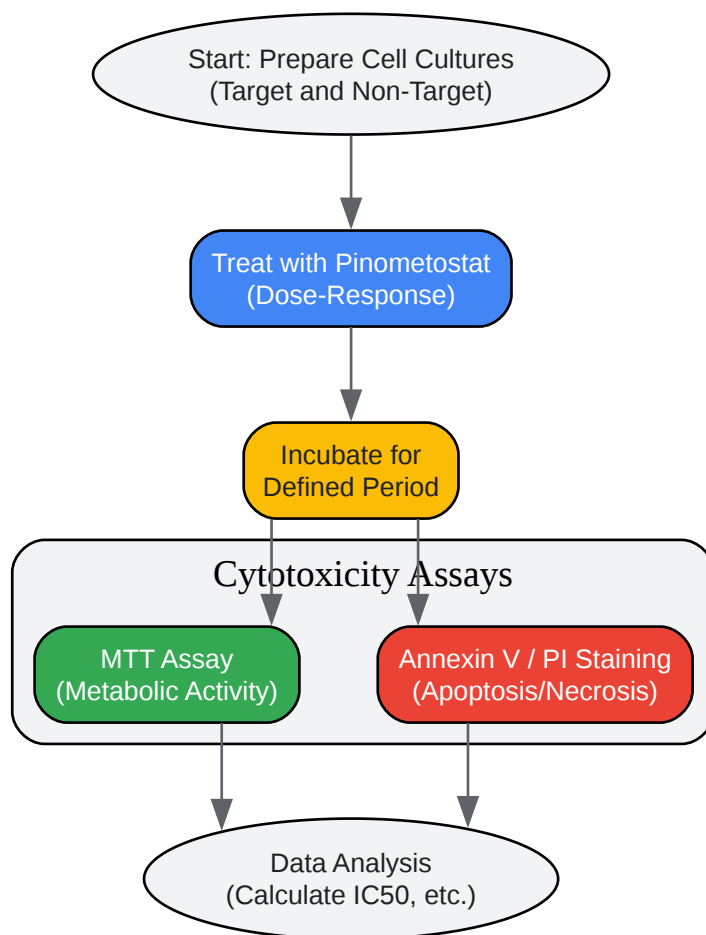 Start: Prepare Cell Cultures
(Target and Non-Target)
Treat with Pinometostat
(Dose-Response)
Incubate for
Defined Period
Cytotoxicity Assays
MTT Assay
(Metabolic Activity)
Annexin V / PI Staining
(Apoptosis/Necrosis)
Data Analysis
(Calculate IC50, etc.)